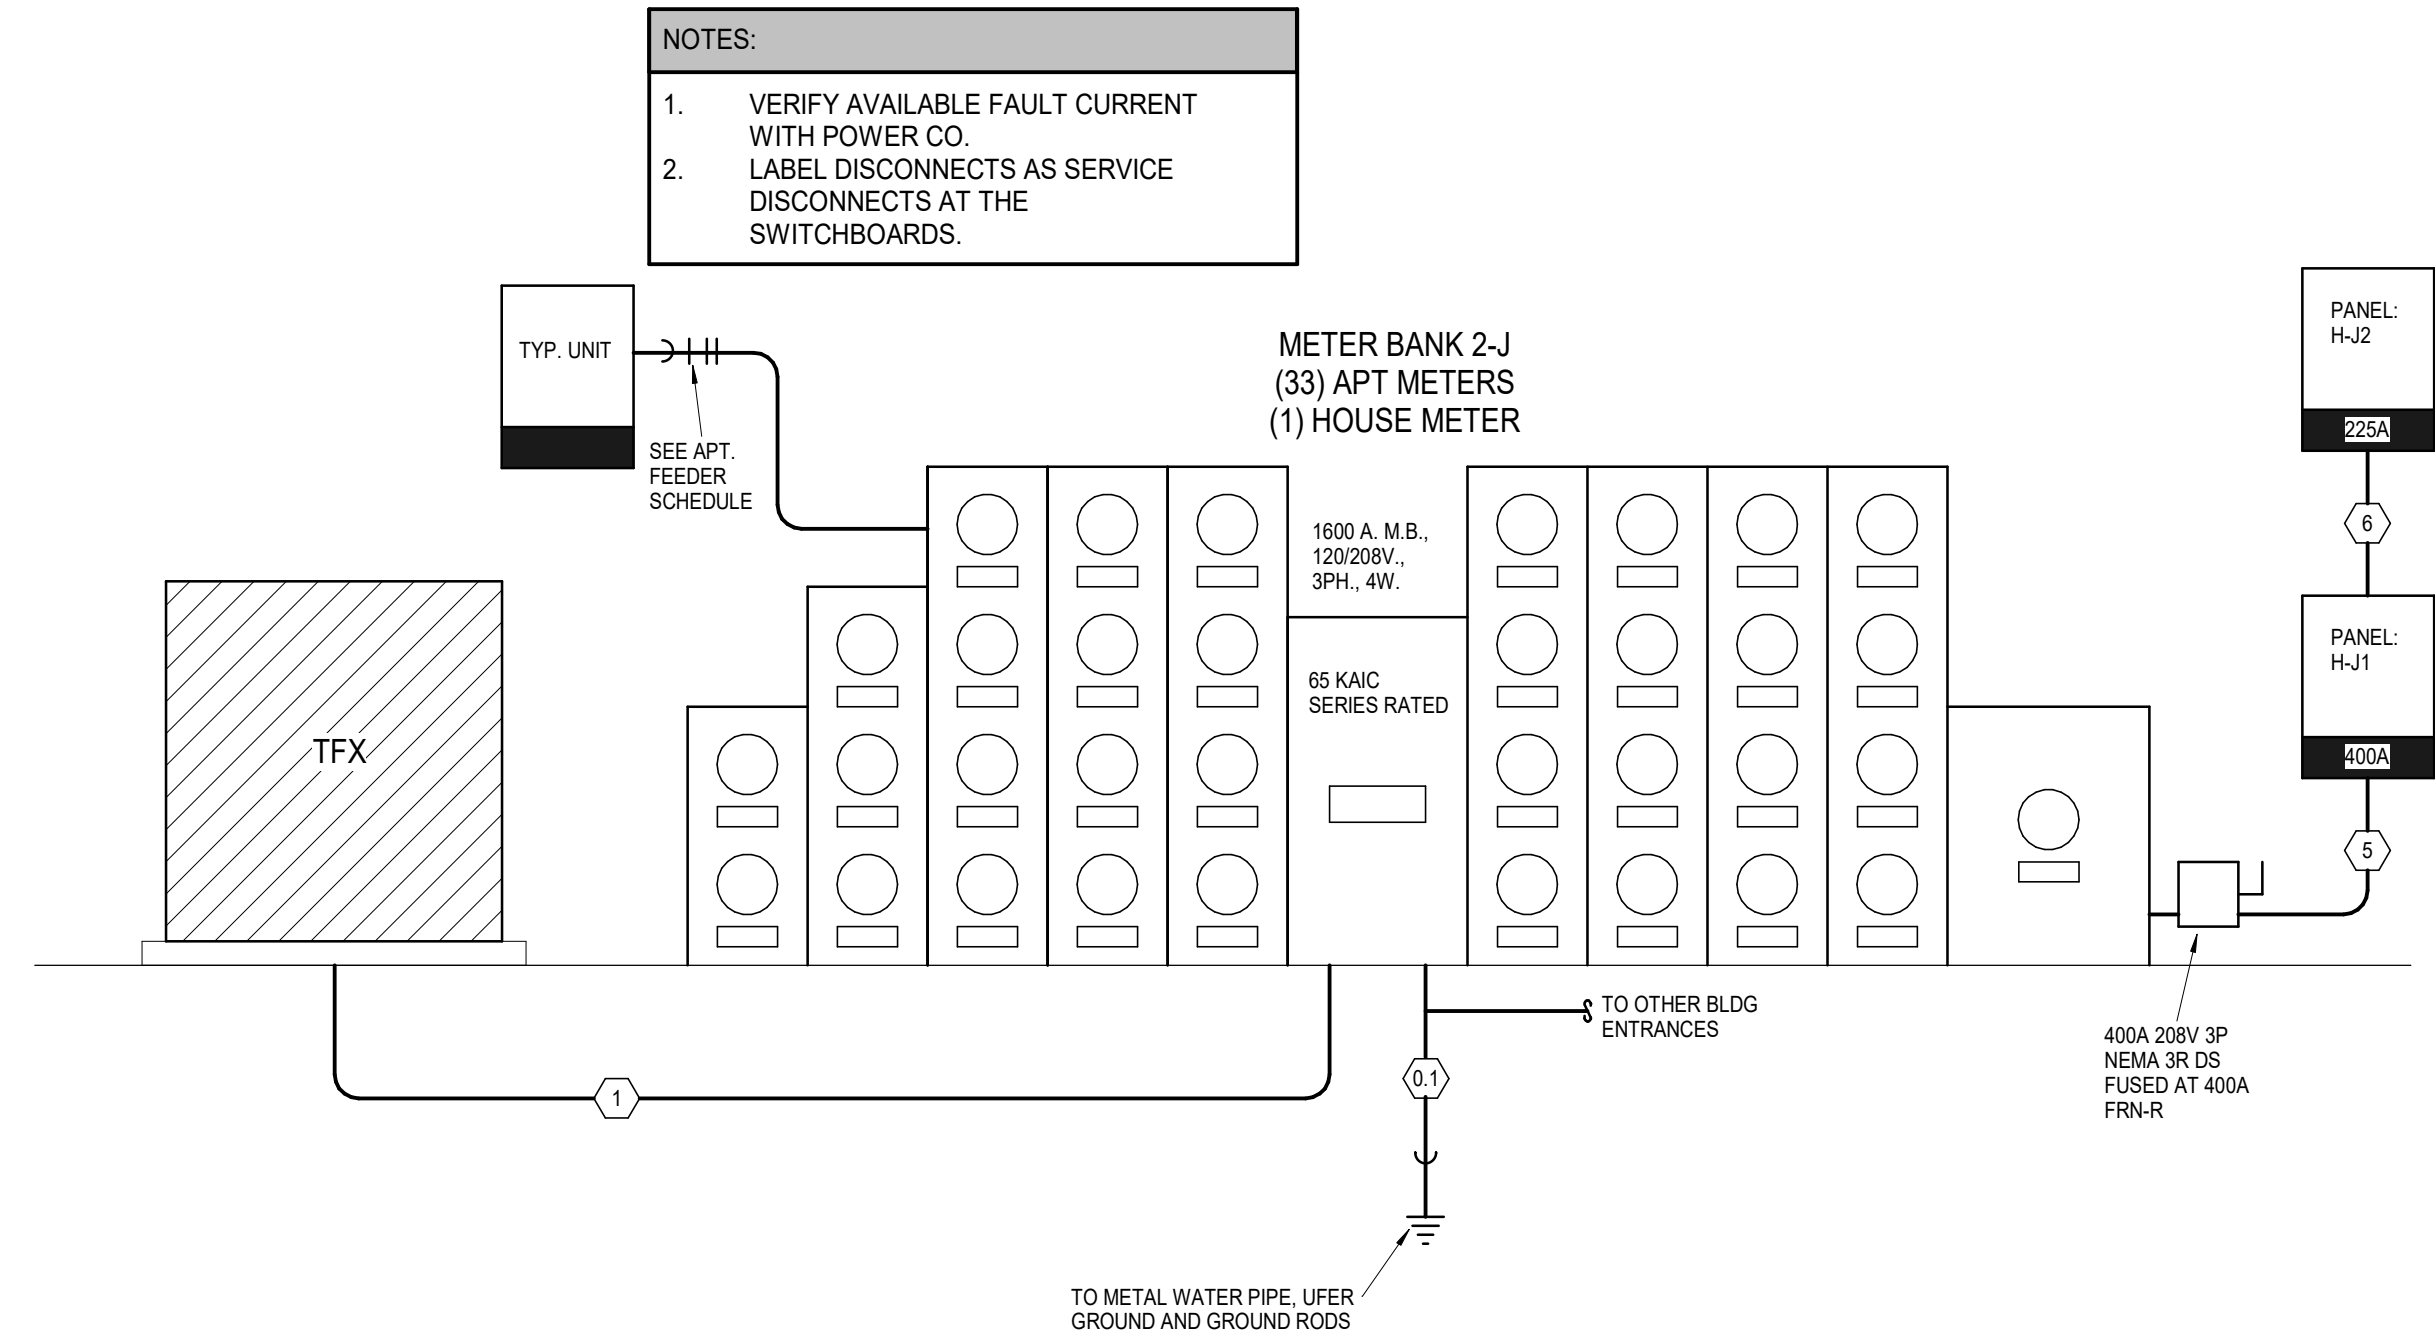 NOTES:
1. VERIFY AVAILABLE FAULT CURRENT
WITH POWER CO.
2. LABEL DISCONNECTS AS SERVICE
DISCONNECTS AT THE
SWITCHBOARDS.
TYP. UNIT
SEE APT.
FEEDER
SCHEDULE
METER BANK 2-J
(33) APT METERS
(1) HOUSE METER
PANEL:
H-J2
225A
6
1600 A. M.B.,
120/208V.,
3PH., 4W.
65 KAIC
SERIES RATED
PANEL:
H-J1
400A
5
TFX
TO OTHER BLDG
ENTRANCES
400A 208V 3P
NEMA 3R DS
FUSED AT 400A
FRN-R
1
0.1
TO METAL WATER PIPE, UFER
GROUND AND GROUND RODS